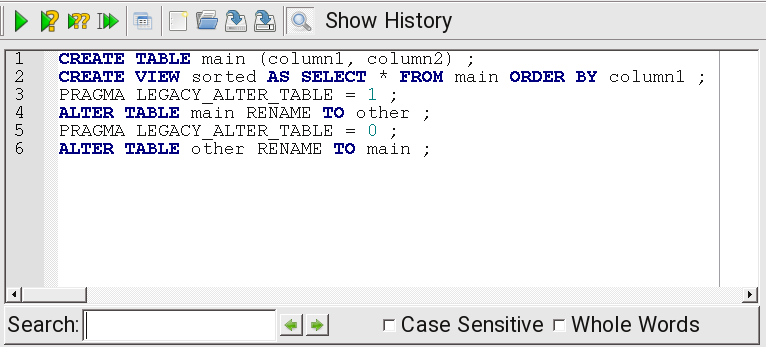 Show History
1 CREATE TABLE main (column1, column2) ;
2 CREATE VIEW sorted AS SELECT * FROM main ORDER BY column1 ;
3 PRAGMA LEGACY_ALTER_TABLE = 1 ;
4 ALTER TABLE main RENAME TO other ;
5 PRAGMA LEGACY_ALTER_TABLE = 0 ;
6 ALTER TABLE other RENAME TO main ;
Search: Case Sensitive Whole Words